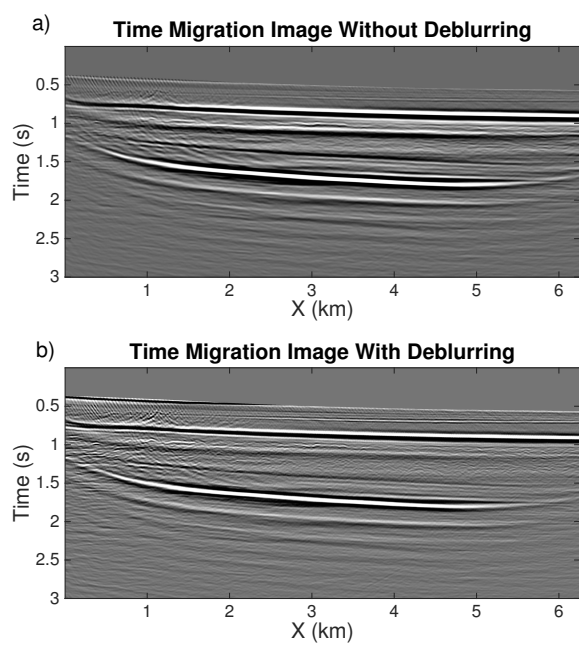 a)
Time Migration Image Without Deblurring
0.5
1
1.5
2
2.5
3
Time (s)
1 2 3 4 5 6
X (km)
b)
Time Migration Image With Deblurring
0.5
1
1.5
2
2.5
3
Time (s)
1 2 3 4 5 6
X (km)